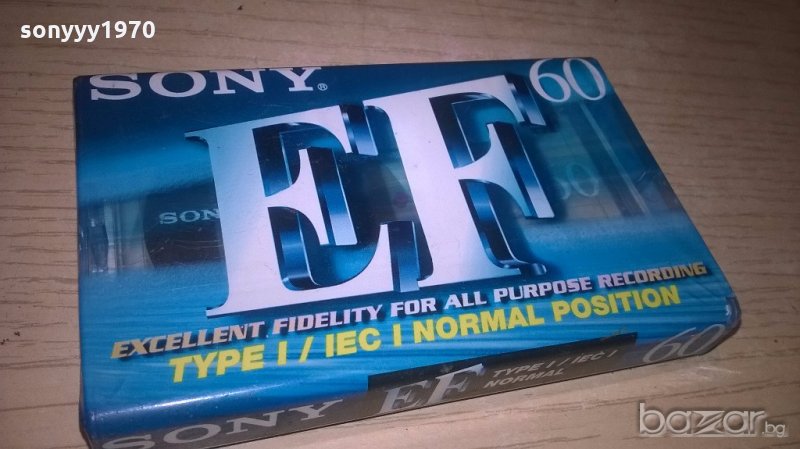 sonyyy1970
SONY®
60
EF
SONY
60
EXCELLENT FIDELITY FOR ALL PURPOSE RECORDING
TYPE I / IEC I NORMAL POSITION
SONY EF TYPE I / IEC I
NORMAL
60
bazar.bg